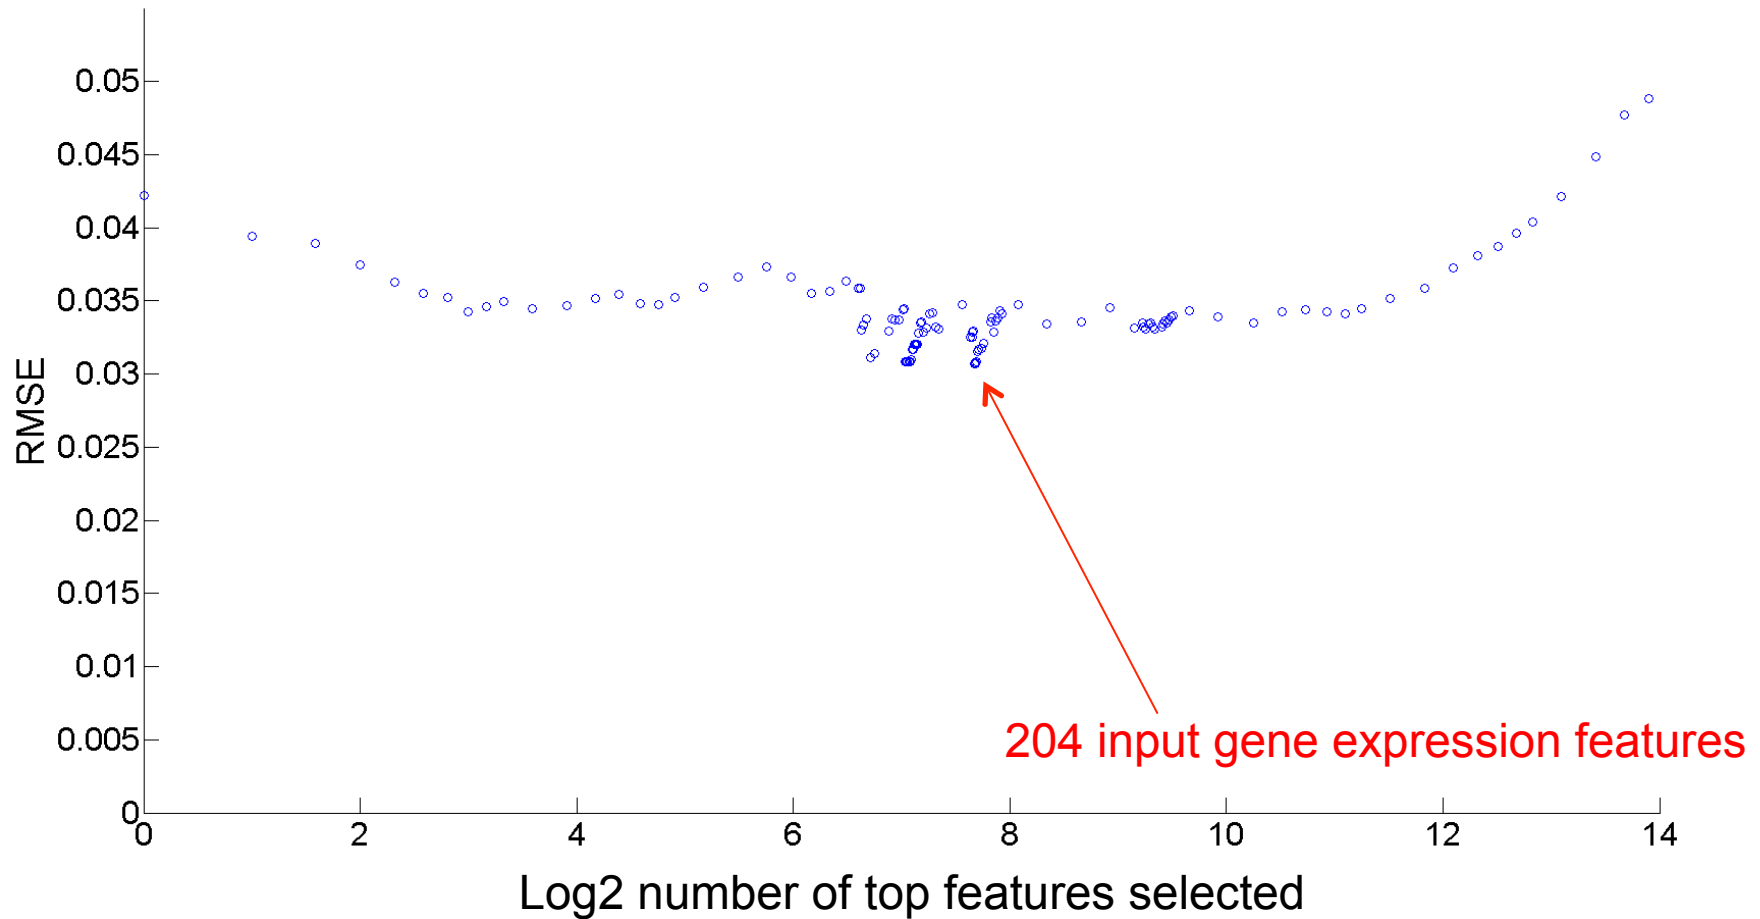 0.05
0.045
0.04
0.035
0.03
0.025
0.02
0.015
0.01
0.005
0
RMSE
204 input gene expression features
0 2 4 6 8 10 12 14
Log2 number of top features selected